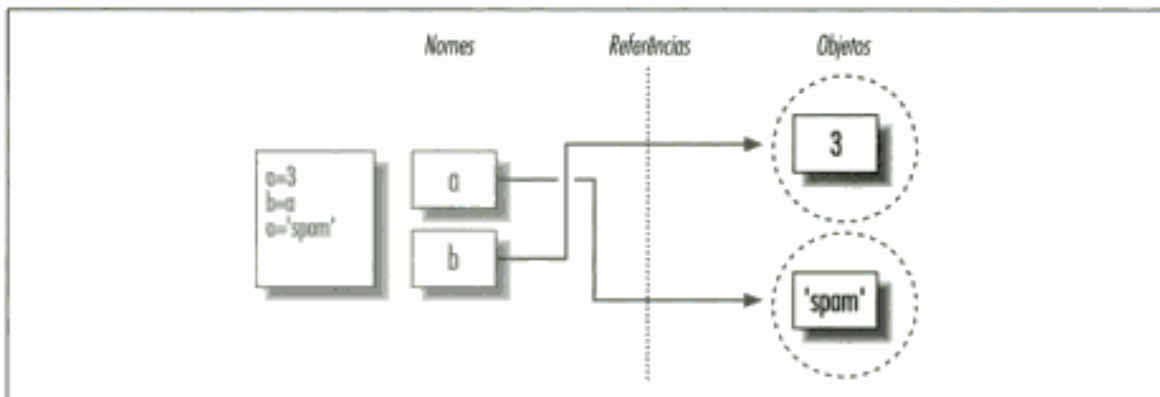 Nomes Referências Objetos
a=3
b=a
a='spam'
a
b
3
'spam'